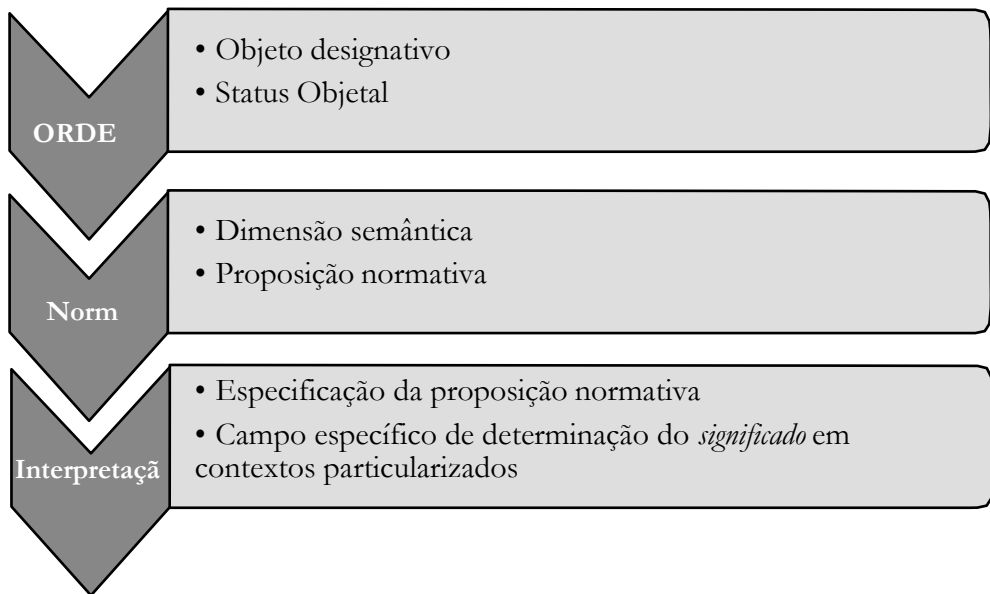 • Objeto designativo
• Status Objetal
ORDE
• Dimensão semântica
• Proposição normativa
Norm
• Especificação da proposição normativa
• Campo específico de determinação do significado em
contextos particularizados
Interpretaçã